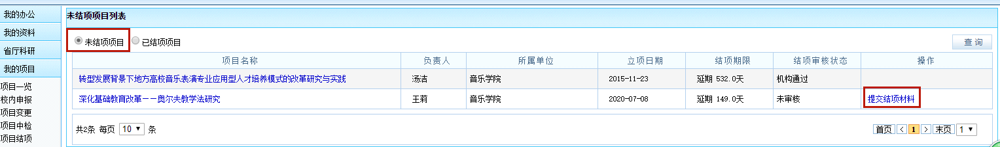 我的办公
我的资料
省厅科研
我的项目
项目一览
校内申报
项目变更
项目中检
项目结项
未结项项目列表
未结项项目 已结项项目 查 询
项目名称 负责人 所属单位 立项日期 结项期限 结项审核状态 操作
转型发展背景下地方高校音乐表演专业应用型人才培养模式的改革研究与实践 汤洁 音乐学院 2015-11-23 延期 532.0天 机构通过
深化基础教育改革——奥尔夫教学法研究 王莉 音乐学院 2020-07-08 延期 149.0天 未审核 提交结项材料
共2条 每页 10 条 首页 < 1 > 末页 1